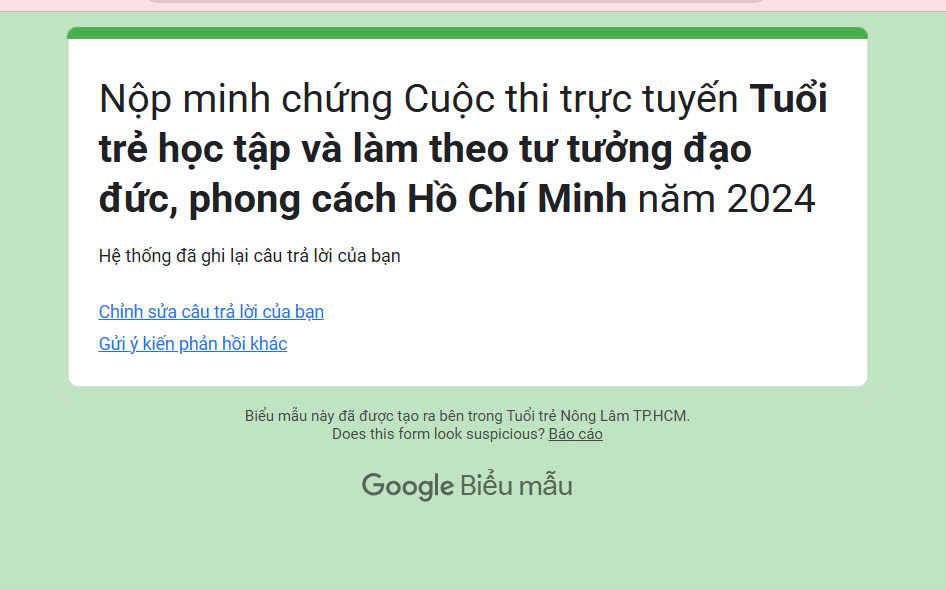 Nộp minh chứng Cuộc thi trực tuyến Tuổi
trẻ học tập và làm theo tư tưởng đạo
đức, phong cách Hồ Chí Minh năm 2024
Hệ thống đã ghi lại câu trả lời của bạn
Chỉnh sửa câu trả lời của bạn
Gửi ý kiến phản hồi khác
Biểu mẫu này đã được tạo ra bên trong Tuổi trẻ Nông Lâm TP.HCM.
Does this form look suspicious? Báo cáo
Google Biểu mẫu